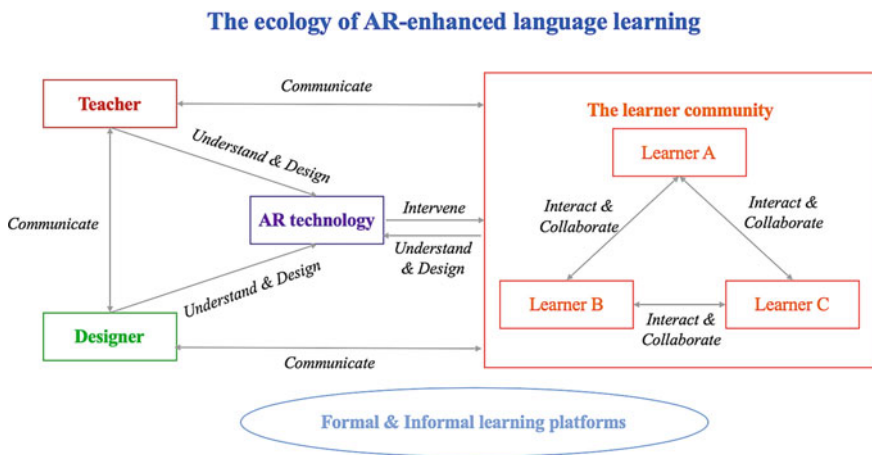 The ecology of AR-enhanced language learning
Communicate
Teacher
The learner community
Learner A
Understand & Design
Communicate
AR technology
Intervene
Understand
& Design
Interact &
Collaborate
Interact &
Collaborate
Understand & Design
Learner B
Learner C
Interact &
Collaborate
Designer
Communicate
Formal & Informal learning platforms